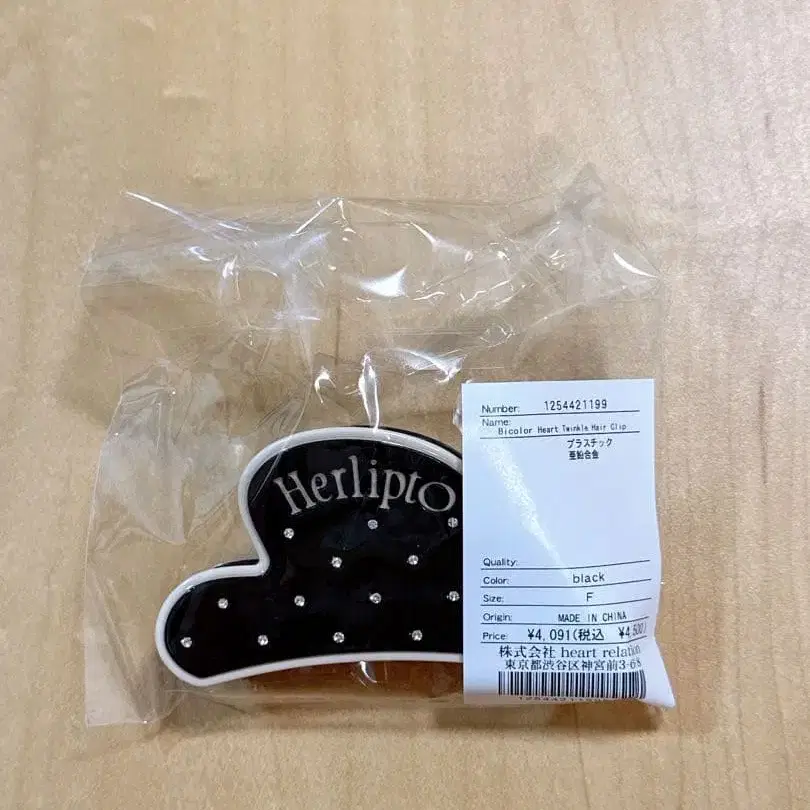 Herlipto
Number: 1254421199
Name: Bicolor Heart Twinkle Hair Clip
プラスチック
亜鉛合金
Quality:
Color: black
Size: F
Origin: MADE IN CHINA
Price: ¥4,091(税込 ¥4,500)
株式会社 heart relation
東京都渋谷区神宮前3-6